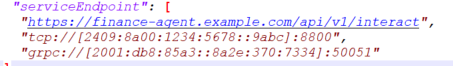 "serviceEndpoint": [
"https://finance-agent.example.com/api/v1/interact",
"tcp://[2409:8a00:1234:5678::9abc]:8800",
"grpc://[2001:db8:85a3::8a2e:370:7334]:50051"